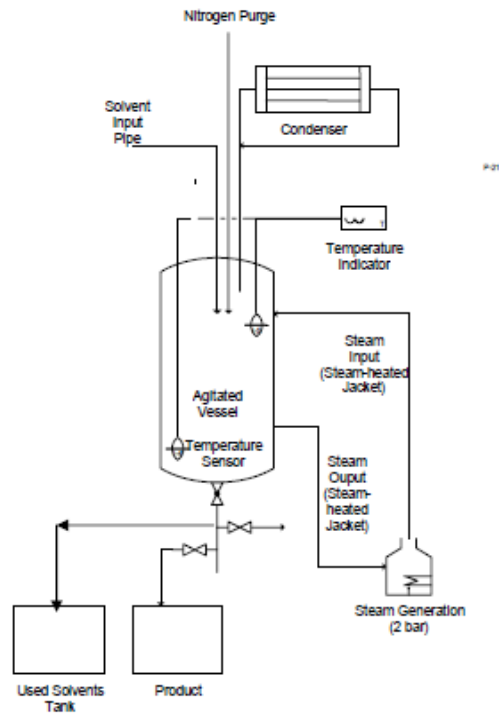 Nitrogen Purge
Solvent
Input
Pipe
Condenser
P-01
Temperature
Indicator
Steam
Input
(Steam-heated
Jacket)
Agitated
Vessel
Temperature
Sensor
Steam
Ouput
(Steam-
heated
Jacket)
Steam Generation
(2 bar)
Used Solvents
Tank
Product